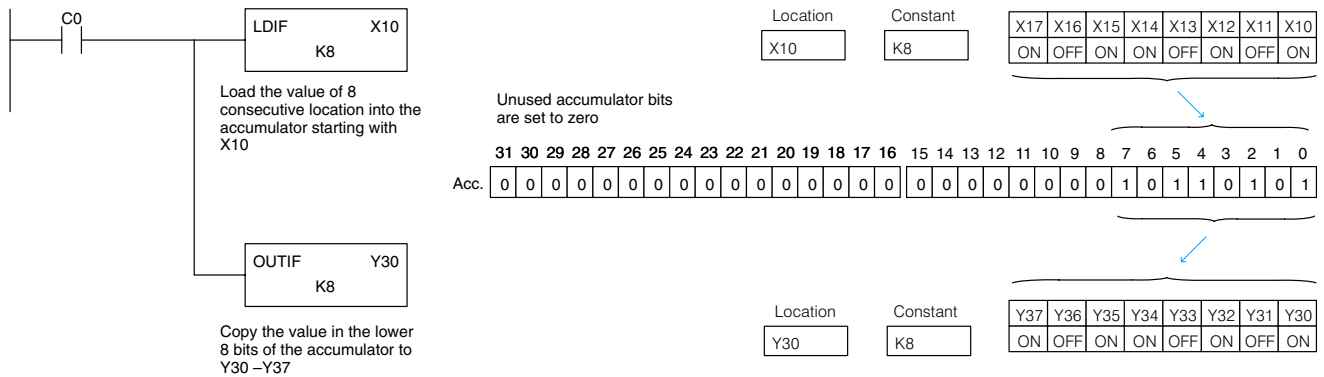 C0
LDIF X10
K8
Load the value of 8
consecutive location into the
accumulator starting with
X10
Location Constant
X10 K8
X17 X16 X15 X14 X13 X12 X11 X10
ON OFF ON ON OFF ON OFF ON
Unused accumulator bits
are set to zero
31 30 29 28 27 26 25 24 23 22 21 20 19 18 17 16 15 14 13 12 11 10 9 8 7 6 5 4 3 2 1 0
Acc. 0 0 0 0 0 0 0 0 0 0 0 0 0 0 0 0 0 0 0 0 0 0 0 0 1 0 1 1 0 1 0 1
OUTIF Y30
K8
Copy the value in the lower
8 bits of the accumulator to
Y30 –Y37
Location Constant
Y30 K8
Y37 Y36 Y35 Y34 Y33 Y32 Y31 Y30
ON OFF ON ON OFF ON OFF ON